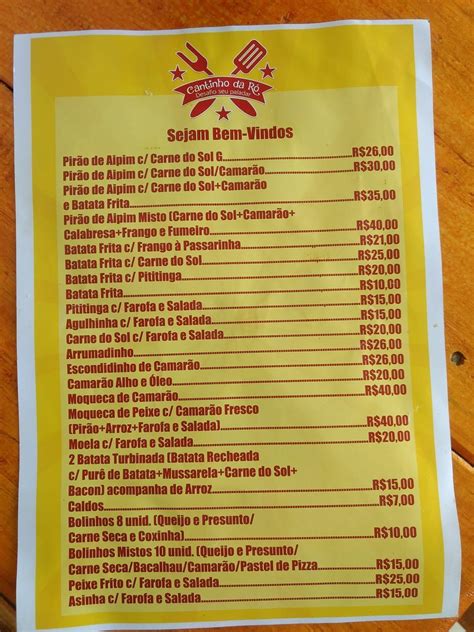 Cantinho da Rô
Desafio seu paladar
Sejam Bem-Vindos
Pirão de Aipim c/ Carne do Sol G...R$26,00
Pirão de Aipim c/ Carne do Sol/Camarão...R$30,00
Pirão de Aipim c/ Carne do Sol+Camarão
e Batata Frita...R$35,00
Pirão de Aipim Misto (Carne do Sol+Camarão+
Calabresa+Frango e Fumeiro...R$40,00
Batata Frita c/ Frango à Passarinha...R$21,00
Batata Frita c/ Carne do Sol...R$25,00
Batata Frita c/ Pititinga...R$20,00
Batata Frita...R$10,00
Pititinga c/ Farofa e Salada...R$15,00
Agulhinha c/ Farofa e Salada...R$15,00
Carne do Sol c/ Farofa e Salada...R$20,00
Arrumadinho...R$26,00
Escondidinho de Camarão...R$26,00
Camarão Alho e Óleo...R$20,00
Moqueca de Camarão...R$40,00
Moqueca de Peixe c/ Camarão Fresco
(Pirão+Arroz+Farofa e Salada)...R$40,00
Moela c/ Farofa e Salada...R$20,00
2 Batata Turbinada (Batata Recheada
c/ Purê de Batata+Mussarela+Carne do Sol+
Bacon) acompanha de Arroz...R$15,00
Caldos...R$7,00
Bolinhos 8 unid. (Queijo e Presunto/
Carne Seca e Coxinha)...R$10,00
Bolinhos Mistos 10 unid. (Queijo e Presunto/
Carne Seca/Bacalhau/Camarão/Pastel de Pizza...R$15,00
Peixe Frito c/ Farofa e Salada...R$25,00
Asinha c/ Farofa e Salada...R$15,00